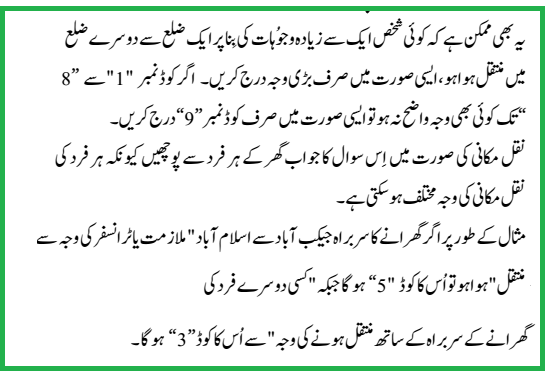 یہ بھی ممکن ہے کہ کوئی شخص ایک سے زیادہ وجوُہات کی بِنا پر ایک ضلع سے دوسرے ضلع
میں منتقل ہوا ہو، ایسی صورت میں صرف بڑی وجہ درج کریں۔ اگر کوڈ نمبر "1" سے ”8
“تک کوئی بھی وجہ واضح نہ ہو تو ایسی صورت میں صرف کوڈ نمبر ”9“ درج کریں۔
نقل مکانی کی صورت میں اِس سوال کا جواب گھر کے ہر فرد سے پوچھیں کیونکہ ہر فرد کی
نقل مکانی کی وجہ مختلف ہوسکتی ہے۔
مثال کے طور پر اگر گھرانے کا سربراہ جیکب آباد سے اسلام آباد "ملازمت یا ٹرانسفر کی وجہ سے
منتقل" ہوا ہو تو اُس کا کوڈ "5“ ہو گا جبکہ "کسی دوسرے فرد کی
گھرانے کے سربراہ کے ساتھ منتقل ہونے کی وجہ" سے اُس کا کوڈ ”3“ ہو گا۔